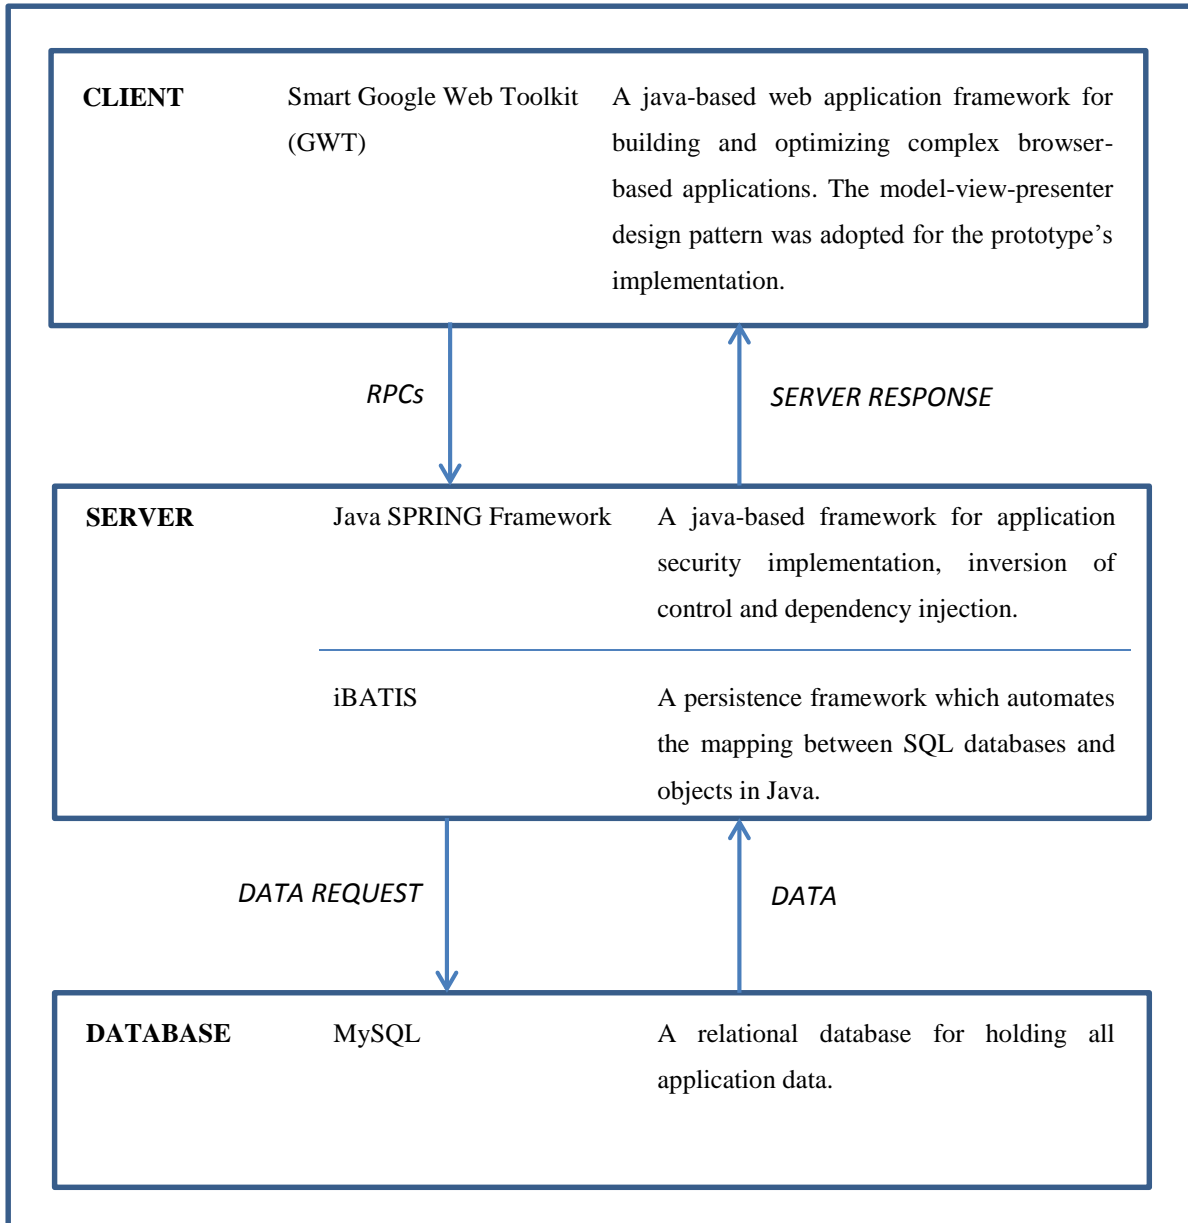 CLIENT
Smart Google Web Toolkit
(GWT)
A java-based web application framework for
building and optimizing complex browser-
based applications. The model-view-presenter
design pattern was adopted for the prototype’s
implementation.
RPCs
SERVER RESPONSE
SERVER
Java SPRING Framework
A java-based framework for application
security implementation, inversion of
control and dependency injection.
iBATIS
A persistence framework which automates
the mapping between SQL databases and
objects in Java.
DATA REQUEST
DATA
DATABASE
MySQL
A relational database for holding all
application data.